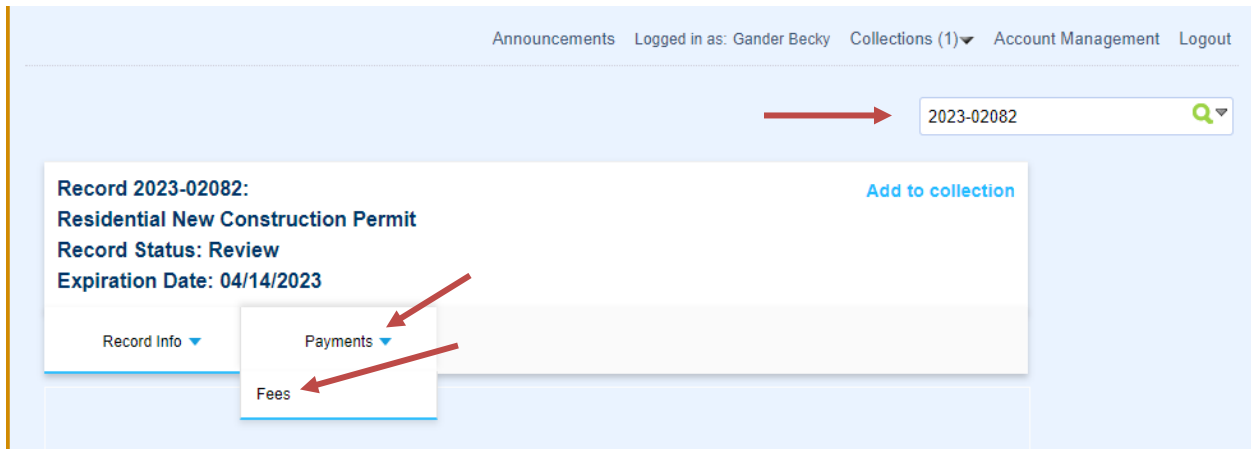 Announcements Logged in as: Gander Becky Collections (1) Account Management Logout
2023-02082
Record 2023-02082:
Add to collection
Residential New Construction Permit
Record Status: Review
Expiration Date: 04/14/2023
Record Info Payments
Fees